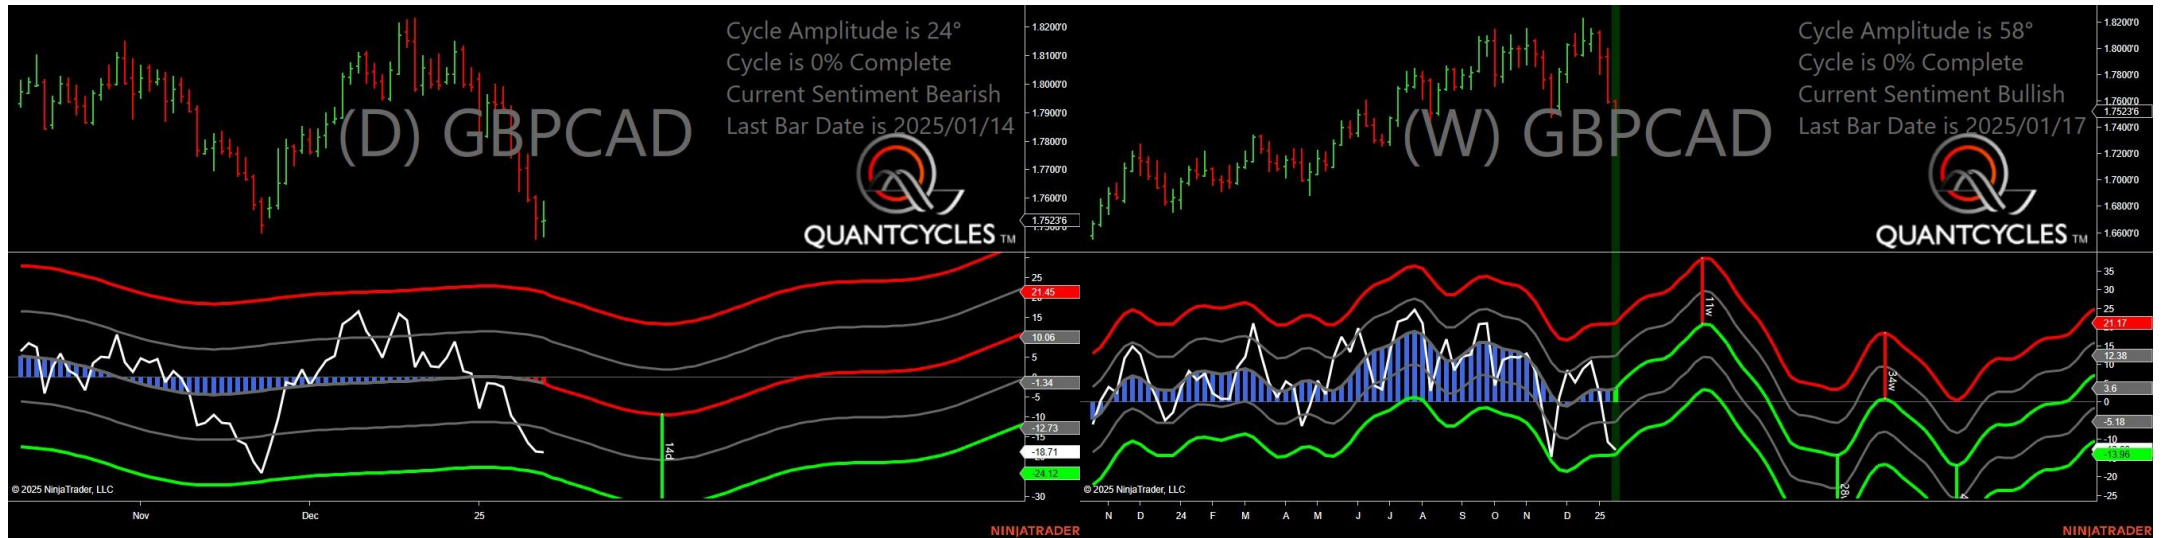 Cycle Amplitude is 24°
Cycle is 0% Complete
Current Sentiment Bearish
Last Bar Date is 2025/01/14
(D) GBPCAD
QUANTCYCLES TM
1.8200'0
1.8100'0
1.8000'0
1.7900'0
1.7800'0
1.7700'0
1.7600'0
1.7523'6
25
21.45
15
10.06
5
-1.34
-5
-10
-12.73
-15
-18.71
-24.12
-30
14d
© 2025 NinjaTrader, LLC
Nov
Dec
25
NINJATRADER
Cycle Amplitude is 58°
Cycle is 0% Complete
Current Sentiment Bullish
Last Bar Date is 2025/01/17
(W) GBPCAD
QUANTCYCLES TM
1.8200'0
1.8000'0
1.7800'0
1.7600'0
1.7523'6
1.7400'0
1.7200'0
1.7000'0
1.6800'0
1.6600'0
35
30
25
21.17
15
12.38
10
3.6
0
-5.18
-10
-13.96
-20
-25
11w
34w
© 2025 NinjaTrader, LLC
N D 24 F M A M J J A S O N D 25
NINJATRADER